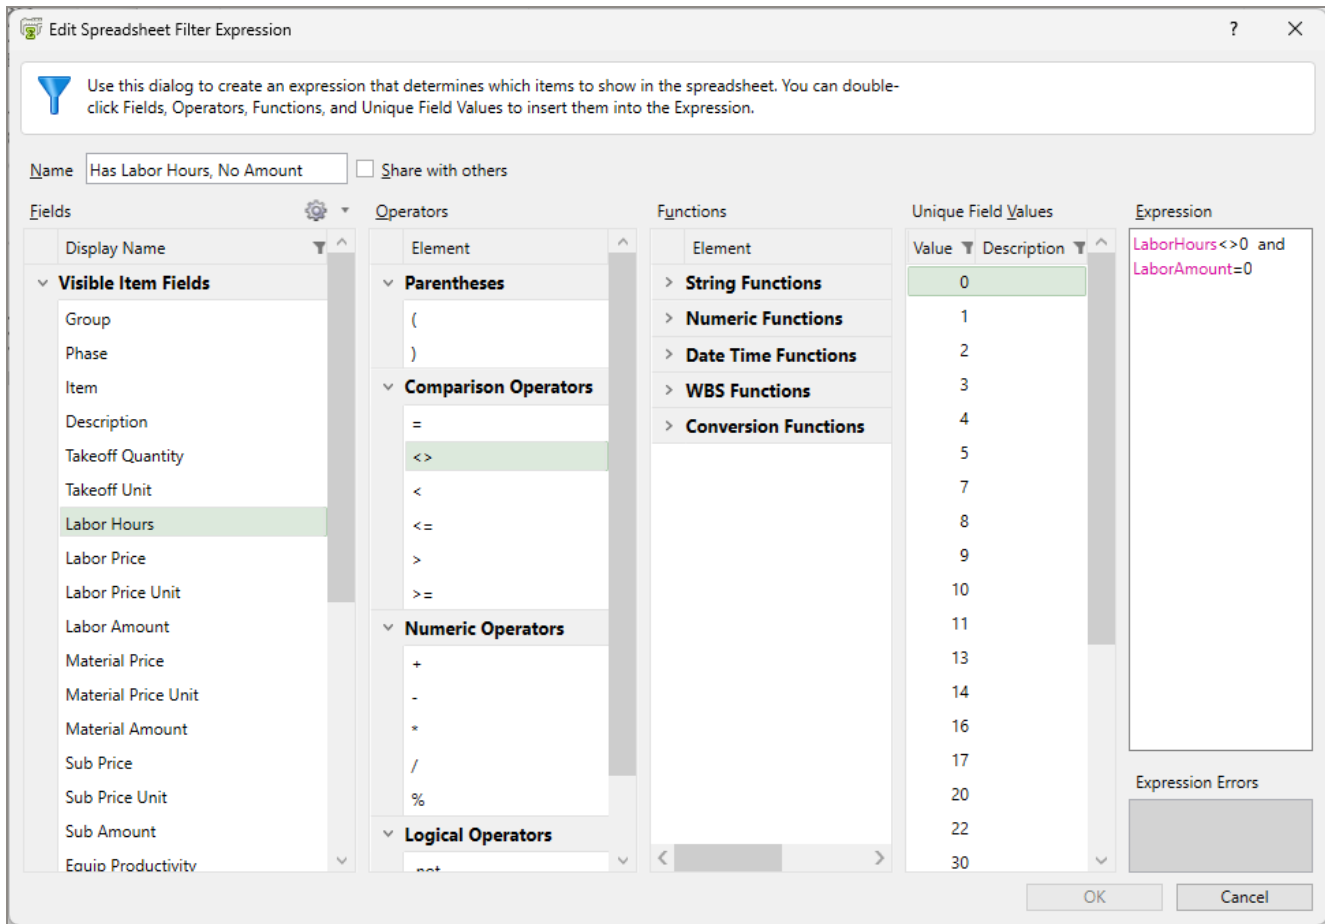 Edit Spreadsheet Filter Expression
?
Use this dialog to create an expression that determines which items to show in the spreadsheet. You can double-
click Fields, Operators, Functions, and Unique Field Values to insert them into the Expression.
Name
Has Labor Hours, No Amount
Share with others
Fields
Display Name
Visible Item Fields
Group
Phase
Item
Description
Takeoff Quantity
Takeoff Unit
Labor Hours
Labor Price
Labor Price Unit
Labor Amount
Material Price
Material Price Unit
Material Amount
Sub Price
Sub Price Unit
Sub Amount
Equip Productivity
Operators
Element
Parentheses
(
)
Comparison Operators
=
<>
<
<=
>
>=
Numeric Operators
+
-
*
/
%
Logical Operators
not
Functions
Element
String Functions
Numeric Functions
Date Time Functions
WBS Functions
Conversion Functions
Unique Field Values
Value Description
0
1
2
3
4
5
7
8
9
10
11
13
14
16
17
20
22
30
Expression
LaborHours<>0 and
LaborAmount=0
Expression Errors
OK
Cancel